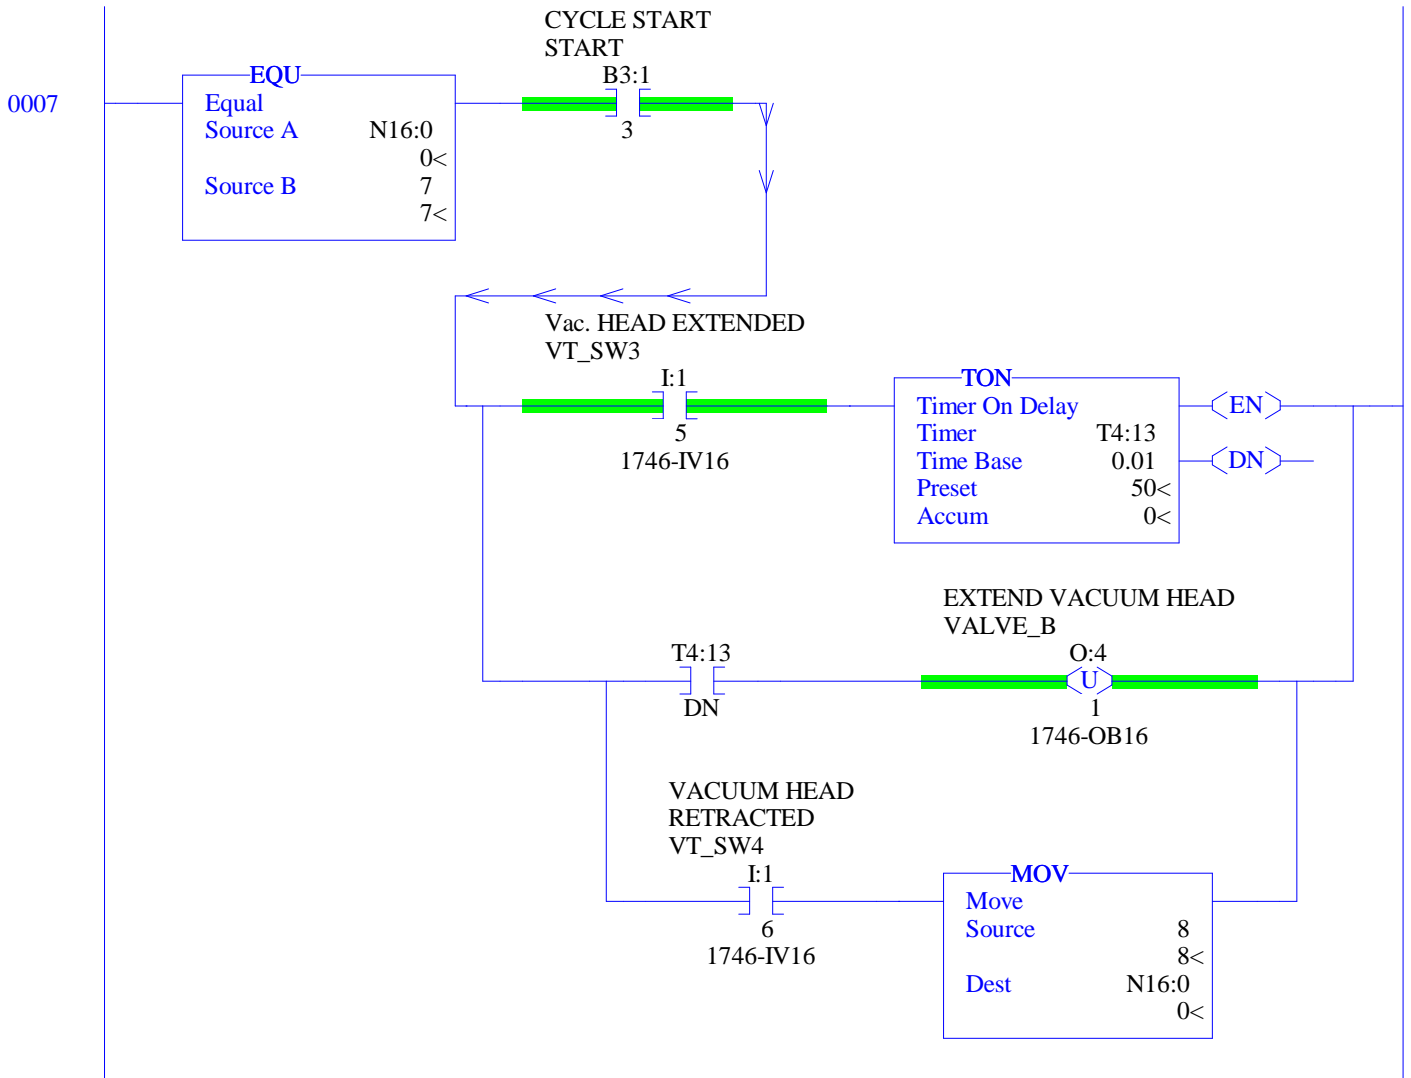 CYCLE START
START
B3:1
3
0007
EQU
Equal
Source A N16:0
0<
Source B 7
7<
Vac. HEAD EXTENDED
VT_SW3
I:1
5
1746-IV16
TON
Timer On Delay
Timer T4:13
Time Base 0.01
Preset 50<
Accum 0<
EN
DN
T4:13
DN
EXTEND VACUUM HEAD
VALVE_B
O:4
U
1
1746-OB16
VACUUM HEAD
RETRACTED
VT_SW4
I:1
6
1746-IV16
MOV
Move
Source 8
8<
Dest N16:0
0<